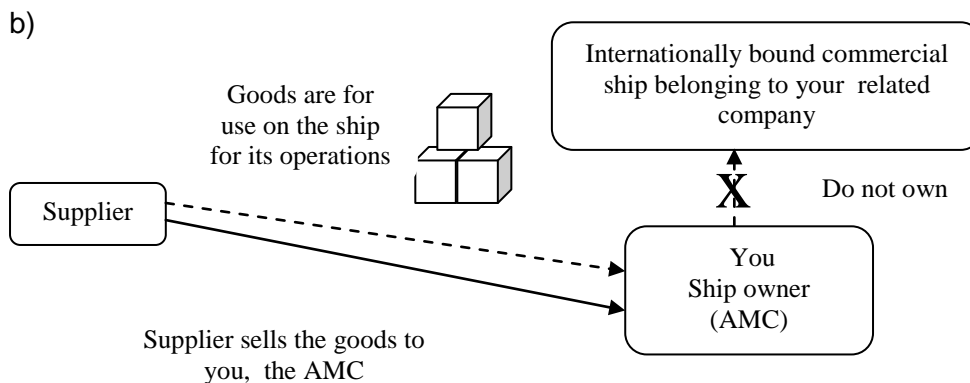 b)
Internationally bound commercial
ship belonging to your  related
company
Goods are for
use on the ship
for its operations
X
Do not own
Supplier
You
Ship owner
(AMC)
Supplier sells the goods to
you,  the AMC